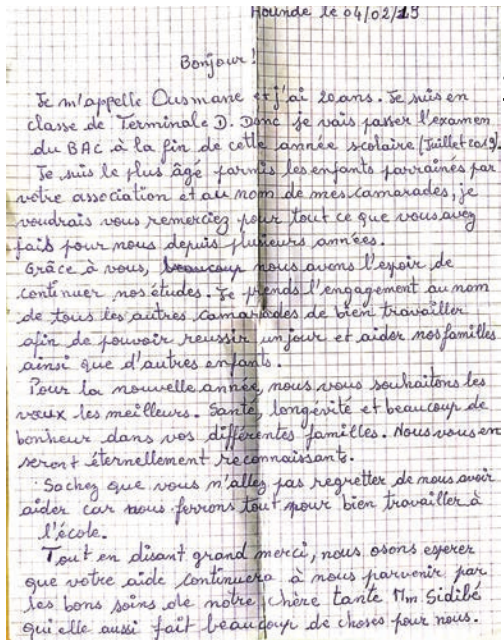 Hounde le 04/02/19
Bonjour !
Je m'appelle Ousmane et j'ai 20 ans. Je suis en
classe de Terminale D. Donc je vais passer l'examen
du BAC à la fin de cette année scolaire (Juillet 2019).
Je suis le plus âgé parmis les enfants parrainés par
votre association et au nom de mes camarades, je
voudrais vous remerciez pour tout ce que vous avez
fais pour nous depuis plusieurs années.
Grâce à vous, beaucoup nous avons l'espoir de
continuer nos études. Je prends l'engagement au nom
de tous les autres camarades de bien travailler
afin de pouvoir reussir un jour et aider nos familles
ainsi que d'autres enfants.
Pour la nouvelle année, nous vous souhaitons les
vœux les meilleurs. Santé, longévité et beaucoup de
bonheur dans vos différentes familles. Nous vous en
seront éternellement reconnaissants.
Sachez que vous n'allez pas regretter de nous avoir
aider car nous ferrons tout pour bien travailler à
l'école.
Tout en disant grand merci, nous osons esperer
que votre aide continuera à nous parvenir par
les bons soins de notre chère tante Mm Sidibé
qui elle aussi fait beaucoup de choses pour nous.